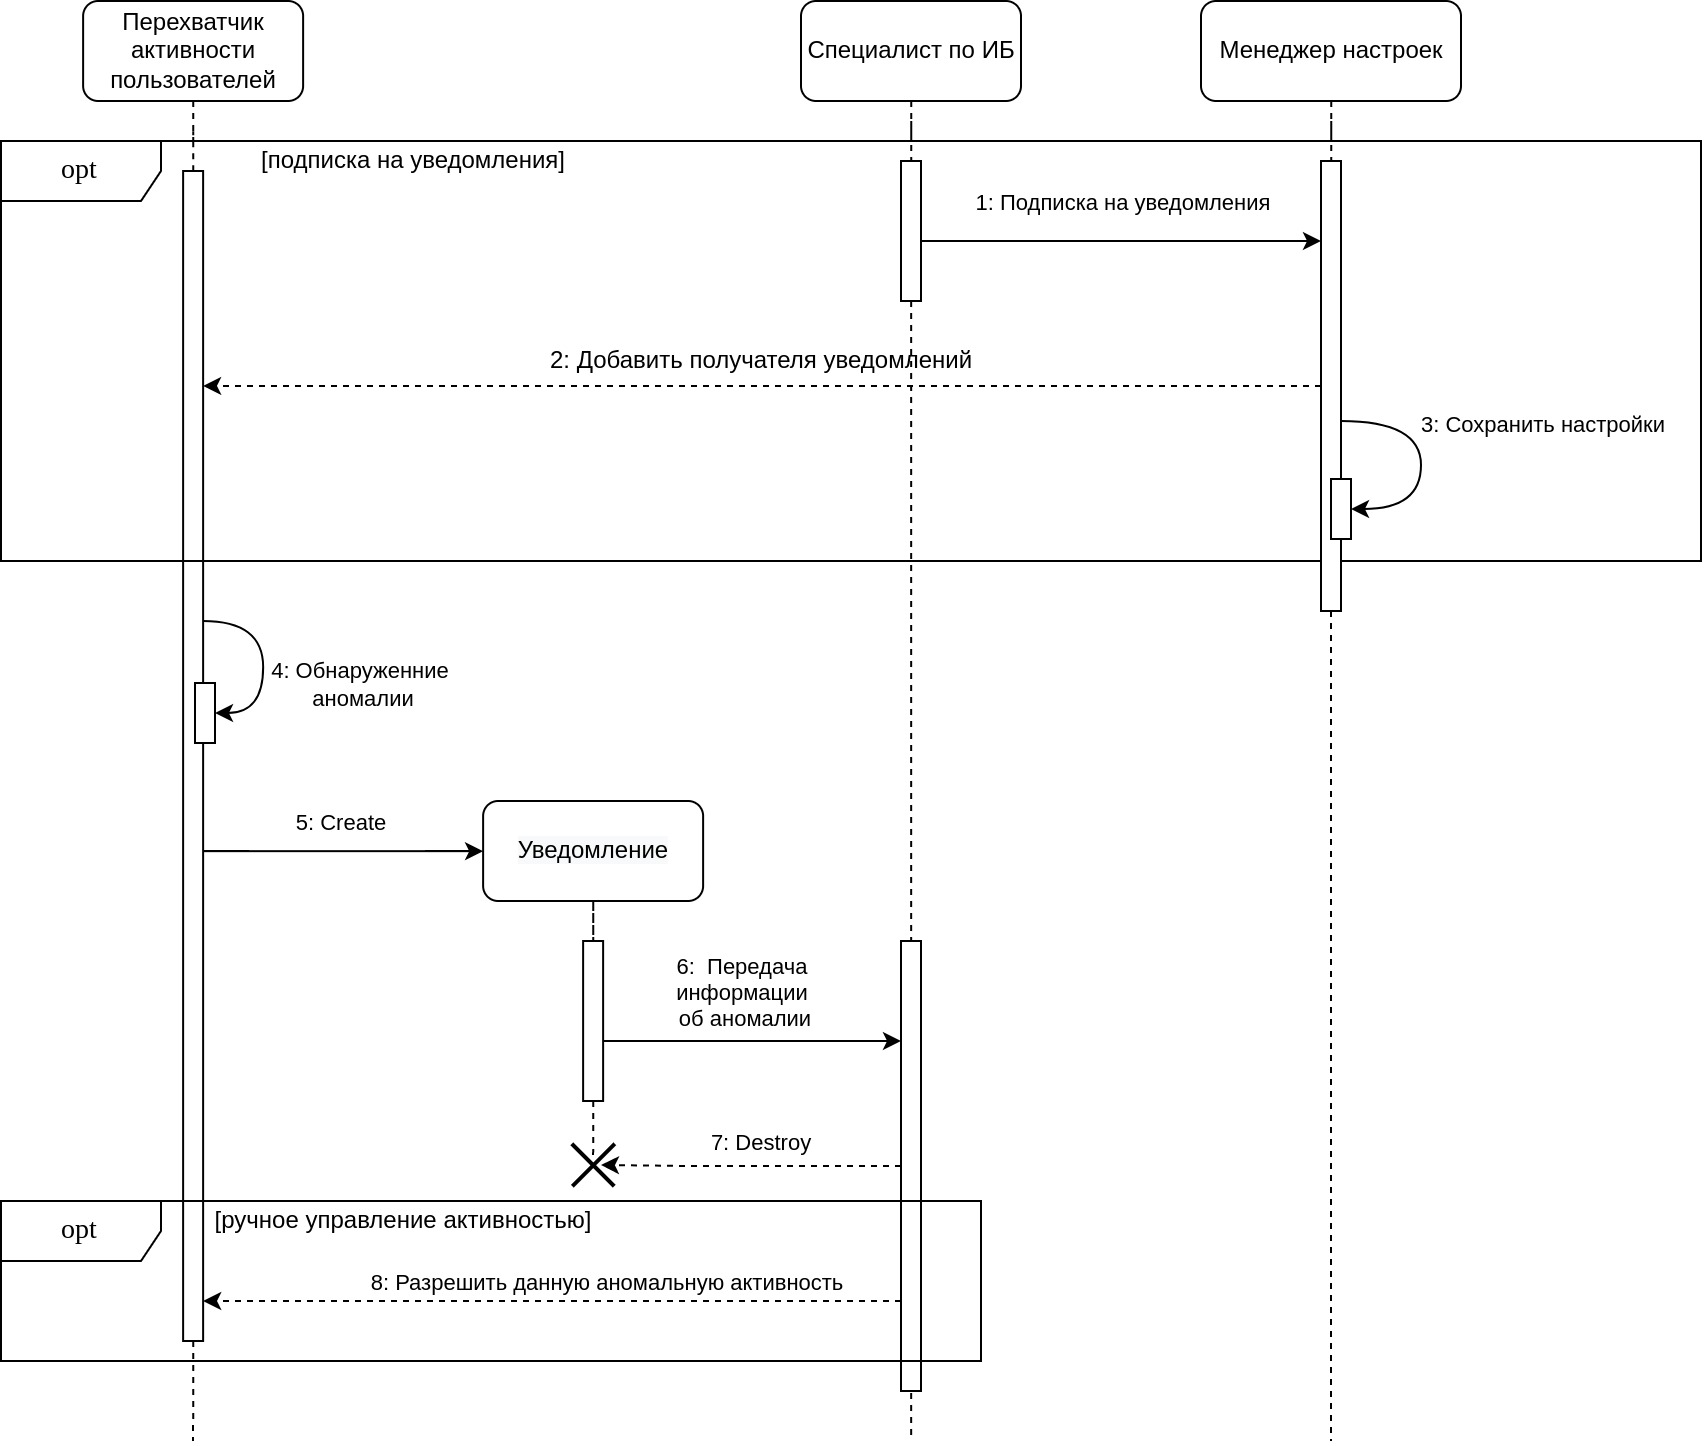 Перехватчик
активности
пользователей
Специалист по ИБ
Менеджер настроек
opt
[подписка на уведомления]
1: Подписка на уведомления
2: Добавить получателя уведомлений
3: Сохранить настройки
4: Обнаруженние
аномалии
5: Create
Уведомление
6: Передача
информации
об аномалии
7: Destroy
opt
[ручное управление активностью]
8: Разрешить данную аномальную активность